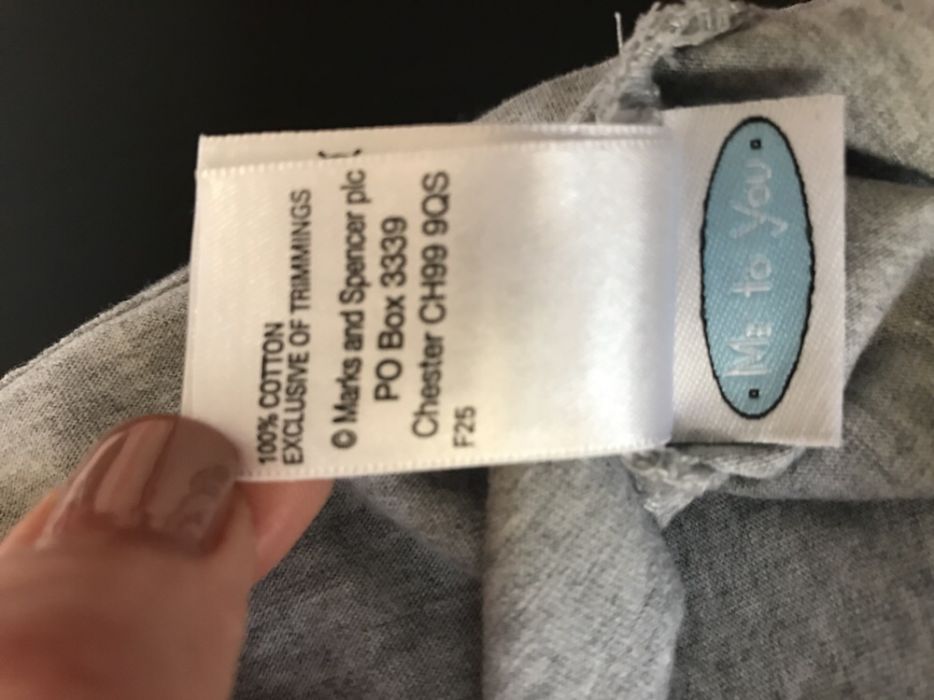 100% COTTON
EXCLUSIVE OF TRIMMINGS
© Marks and Spencer plc
PO Box 3339
Chester CH99 9QS
F25
Me to you